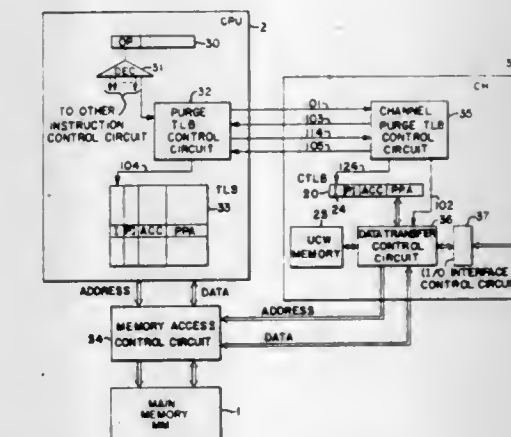 CPU
2
OP
30
DEC
31
32
TO OTHER
INSTRUCTION
CONTROL CIRCUIT
PURGE
TLB
CONTROL
CIRCUIT
101
103
114
105
CH
3
CHANNEL
PURGE TLB
CONTROL
CIRCUIT
35
104
TLB
33
ACC PPA
126
CTLB
20
24
ACC PPA
102
23
UCW
MEMORY
36
DATA TRANSFER
CONTROL
CIRCUIT
37
I/O INTERFACE
CONTROL CIRCUI
ADDRESS
DATA
34
MEMORY ACCESS
CONTROL CIRCUIT
ADDRESS
DATA
MAIN
MEMORY
MM
1